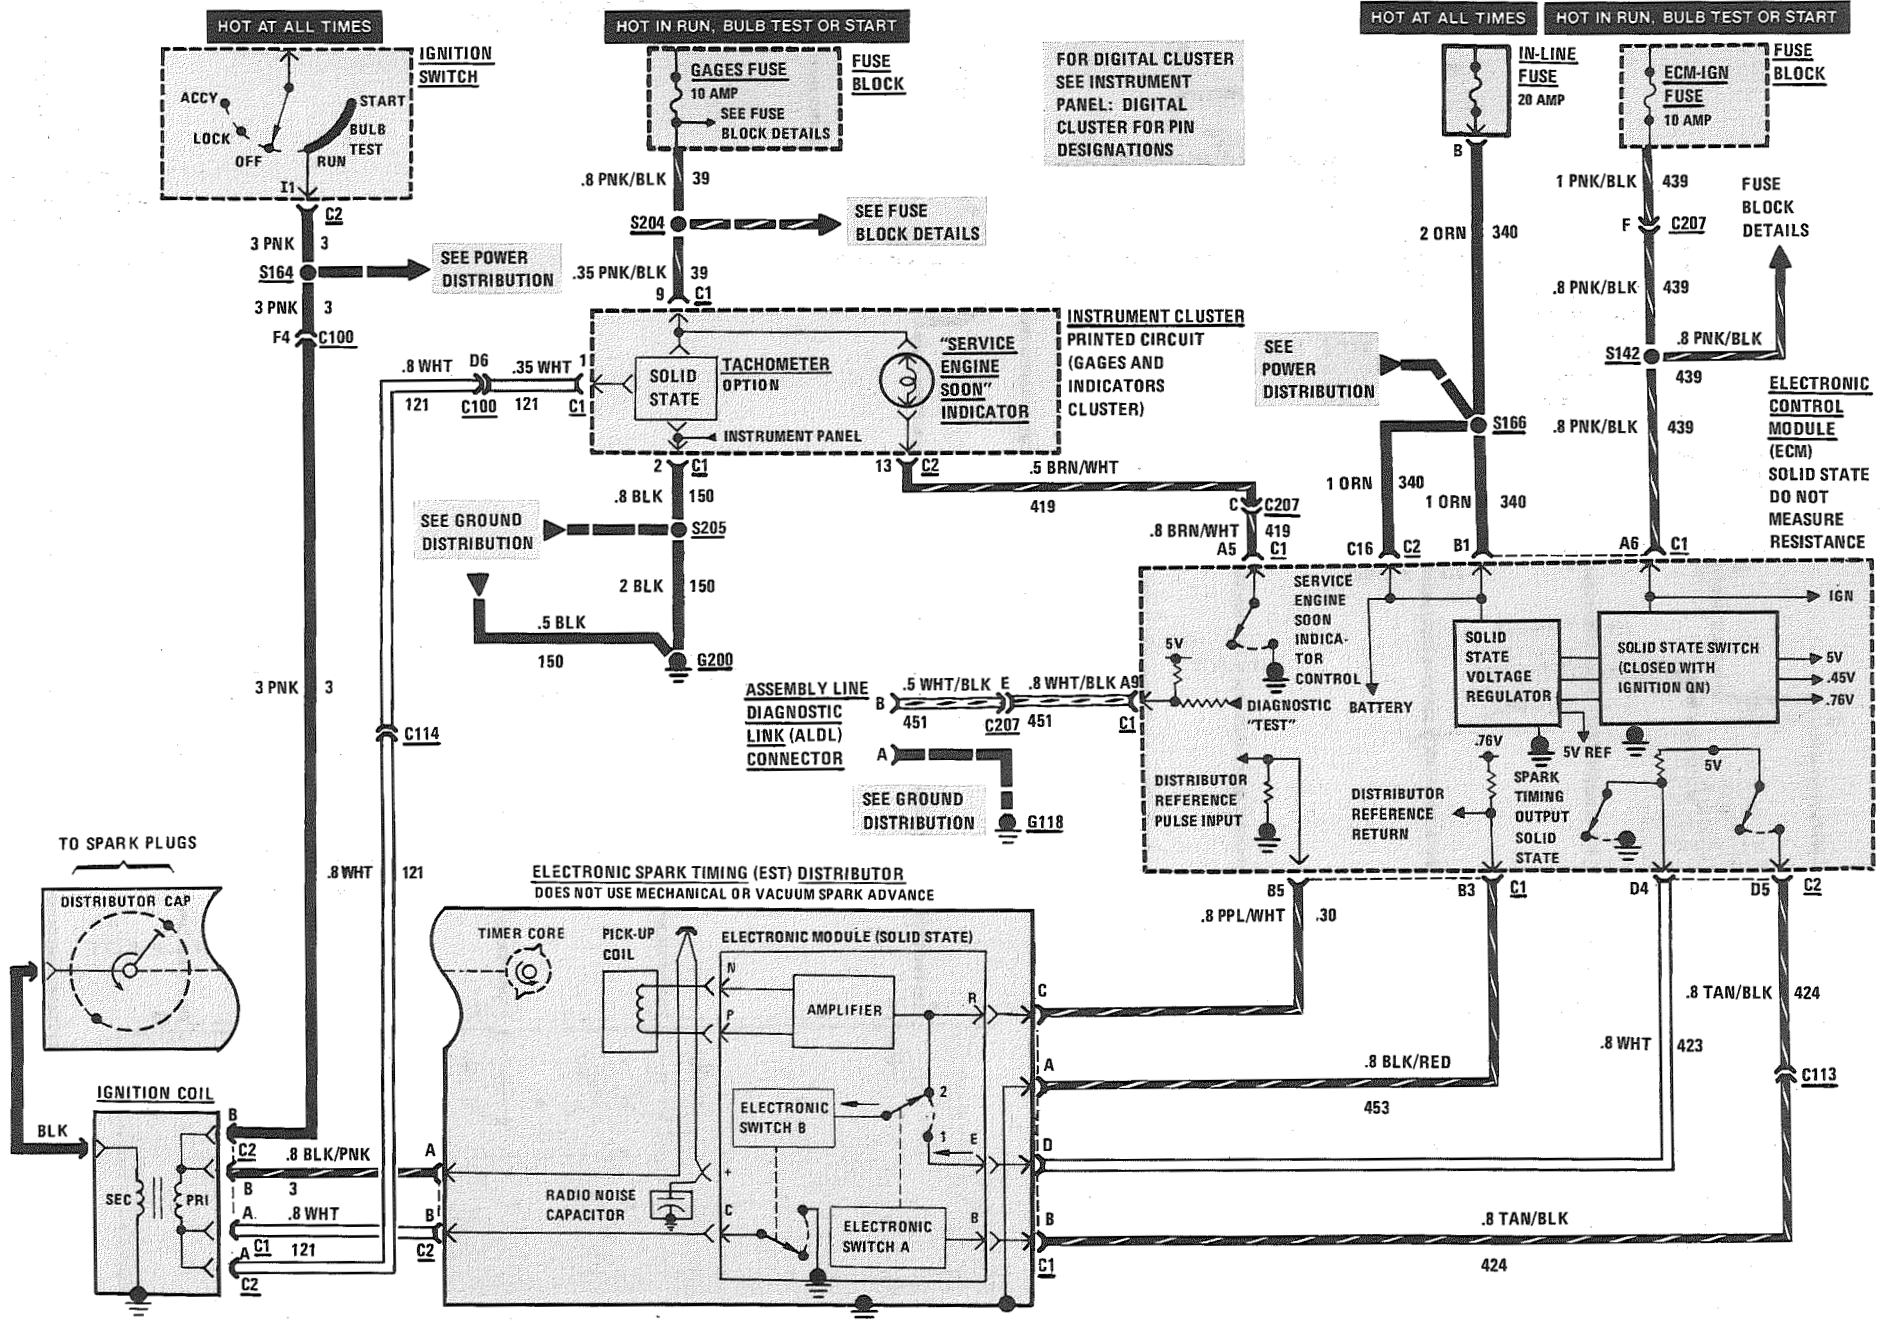 HOT AT ALL TIMES
IGNITION
SWITCH
ACCY
LOCK
OFF
RUN
BULB
TEST
START
I1
C2
3 PNK
3
S164
SEE POWER
DISTRIBUTION
3 PNK
3
F4
C100
3 PNK
3
HOT IN RUN, BULB TEST OR START
GAGES FUSE
10 AMP
SEE FUSE
BLOCK DETAILS
FUSE
BLOCK
.8 PNK/BLK
39
S204
SEE FUSE
BLOCK DETAILS
.35 PNK/BLK
39
9
C1
FOR DIGITAL CLUSTER
SEE INSTRUMENT
PANEL: DIGITAL
CLUSTER FOR PIN
DESIGNATIONS
HOT AT ALL TIMES
IN-LINE
FUSE
20 AMP
B
2 ORN
340
HOT IN RUN, BULB TEST OR START
ECM-IGN
FUSE
10 AMP
FUSE
BLOCK
1 PNK/BLK
439
F
C207
FUSE
BLOCK
DETAILS
.8 PNK/BLK
439
S142
.8 PNK/BLK
439
.8 PNK/BLK
439
SEE
POWER
DISTRIBUTION
S166
1 ORN
340
1 ORN
340
INSTRUMENT CLUSTER
PRINTED CIRCUIT
(GAGES AND
INDICATORS
CLUSTER)
SOLID
STATE
TACHOMETER
OPTION
"SERVICE
ENGINE
SOON"
INDICATOR
INSTRUMENT PANEL
.8 WHT
D6
.35 WHT
1
121
C100
121
C1
2
C1
13
C2
.5 BRN/WHT
419
C
C207
.8 BRN/WHT
419
A5
C1
C16
C2
B1
A6
C1
.8 BLK
150
SEE GROUND
DISTRIBUTION
S205
2 BLK
150
.5 BLK
150
G200
ELECTRONIC
CONTROL
MODULE
(ECM)
SOLID STATE
DO NOT
MEASURE
RESISTANCE
SERVICE
ENGINE
SOON
INDICA-
TOR
CONTROL
5V
DIAGNOSTIC
"TEST"
BATTERY
SOLID
STATE
VOLTAGE
REGULATOR
SOLID STATE SWITCH
(CLOSED WITH
IGNITION ON)
IGN
5V
.45V
.76V
5V REF
.76V
5V
DISTRIBUTOR
REFERENCE
PULSE INPUT
DISTRIBUTOR
REFERENCE
RETURN
SPARK
TIMING
OUTPUT
SOLID
STATE
ASSEMBLY LINE
DIAGNOSTIC
LINK (ALDL)
CONNECTOR
B
.5 WHT/BLK
E
.8 WHT/BLK
A9
451
C207
451
C1
A
SEE GROUND
DISTRIBUTION
G118
C114
.8 WHT
121
B5
B3
C1
D4
D5
C2
.8 PPL/WHT
.30
.8 BLK/RED
453
.8 WHT
423
.8 TAN/BLK
424
C113
.8 TAN/BLK
424
TO SPARK PLUGS
DISTRIBUTOR CAP
BLK
IGNITION COIL
SEC
PRI
B
C2
.8 BLK/PNK
A
B
3
A
.8 WHT
B
C1
121
C2
A
C2
ELECTRONIC SPARK TIMING (EST) DISTRIBUTOR
DOES NOT USE MECHANICAL OR VACUUM SPARK ADVANCE
TIMER CORE
PICK-UP
COIL
ELECTRONIC MODULE (SOLID STATE)
N
P
AMPLIFIER
R
C
A
ELECTRONIC
SWITCH B
2
1
E
D
+
RADIO NOISE
CAPACITOR
C
ELECTRONIC
SWITCH A
B
B
C1